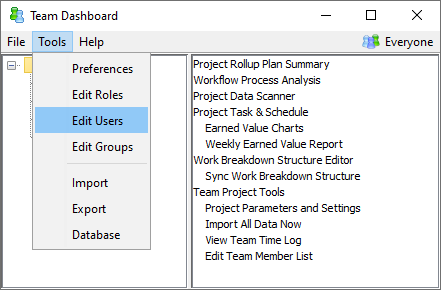 Team Dashboard
File Tools Help Everyone
Preferences
Edit Roles
Edit Users
Edit Groups
Import
Export
Database
Project Rollup Plan Summary
Workflow Process Analysis
Project Data Scanner
Project Task & Schedule
Earned Value Charts
Weekly Earned Value Report
Work Breakdown Structure Editor
Sync Work Breakdown Structure
Team Project Tools
Project Parameters and Settings
Import All Data Now
View Team Time Log
Edit Team Member List